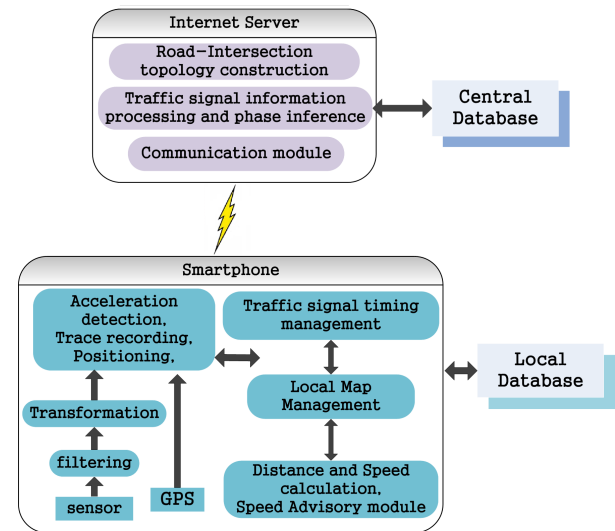 Internet Server
Road-Intersection
topology construction
Traffic signal information
processing and phase inference
Communication module
Central
Database
Smartphone
Acceleration
detection,
Trace recording,
Positioning,
Transformation
filtering
sensor
GPS
Traffic signal timing
management
Local Map
Management
Distance and Speed
calculation,
Speed Advisory module
Local
Database